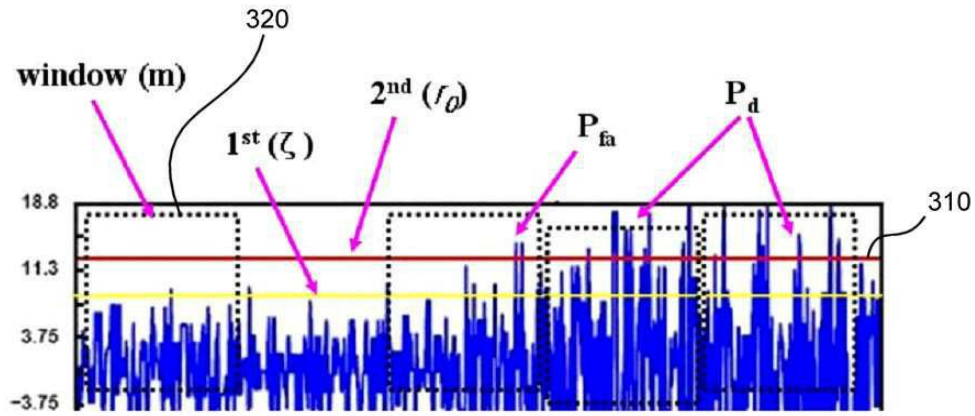 320
window (m)
2nd (r0)
1st (ζ )
Pfa
Pd
18.8
310
11.3
3.75
−3.75